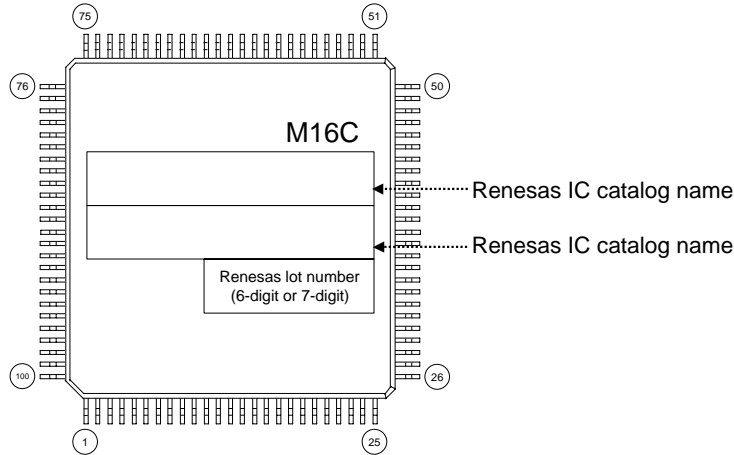 75
51
76
50
M16C
Renesas IC catalog name
Renesas IC catalog name
Renesas lot number
(6-digit or 7-digit)
100
26
1
25